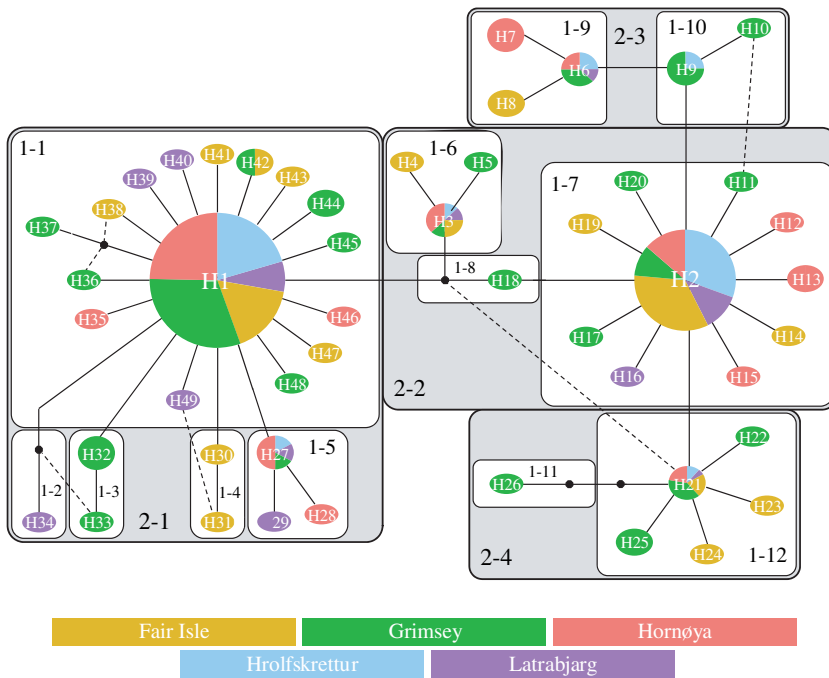 1-9
2-3
1-10
H10
H7
H6
H9
H8
1-1
H40
H41
H42
H39
H43
H38
H44
H37
H45
H36
H1
H35
H46
H47
H48
H49
1-6
H4
H5
H3
1-8
H18
1-7
H20
H11
H19
H12
H2
H13
H17
H14
H16
H15
2-2
H32
H30
H27
1-5
1-2
1-3
1-4
H34
H33
H31
29
H28
2-1
1-11
H26
H22
H21
H23
H25
H24
2-4
1-12
Fair Isle Grimsey Hornøya
Hrolfskrettur Latrabjarg